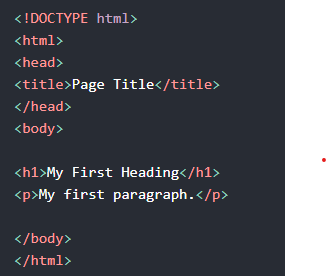 <!DOCTYPE html>
<html>
<head>
<title>Page Title</title>
</head>
<body>
<h1>My First Heading</h1>
<p>My first paragraph.</p>
</body>
</html>